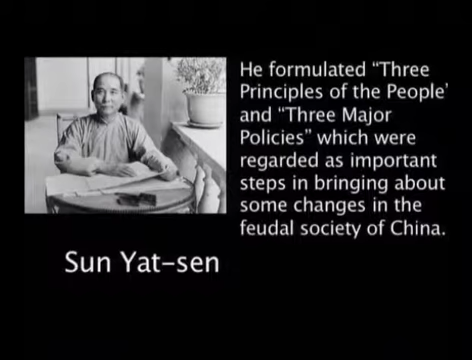 He formulated “Three
Principles of the People’
and “Three Major
Policies” which were
regarded as important
steps in bringing about
some changes in the
feudal society of China.
Sun Yat-sen